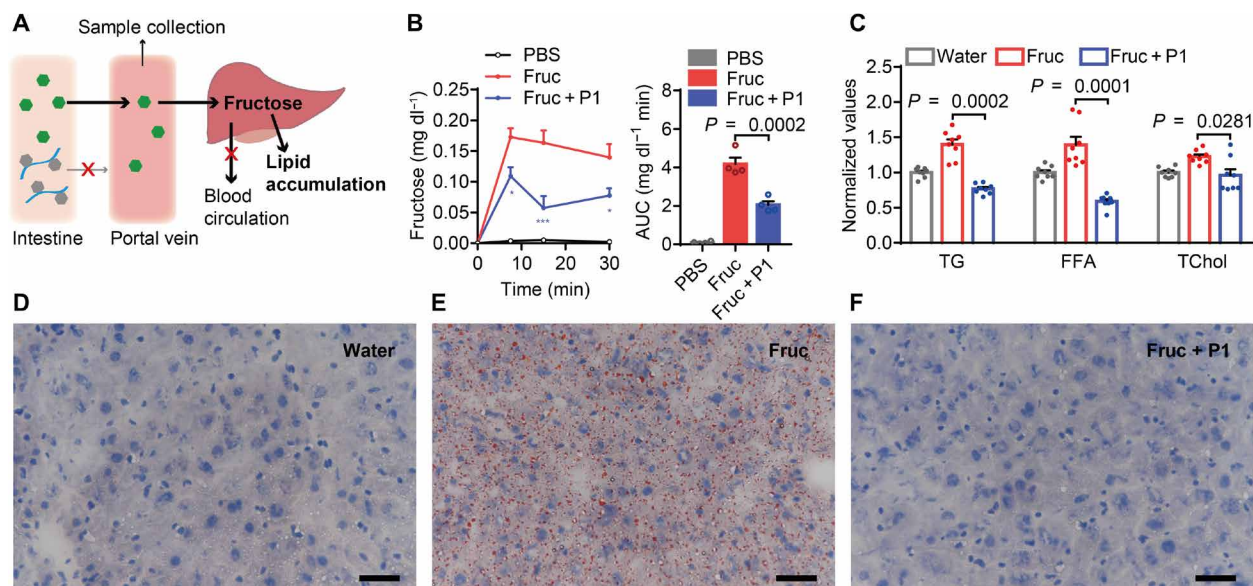 A
Sample collection
Fructose
Lipid
accumulation
Blood
circulation
X
X
Intestine
Portal vein
B
PBS
Fruc
Fruc + P1
Fructose (mg dl⁻¹)
0.20
0.15
0.10
0.05
0.00
*
***
*
0
10
20
30
Time (min)
PBS
Fruc
Fruc + P1
P = 0.0002
AUC (mg dl⁻¹ min)
6
4
2
0
PBS
Fruc
Fruc+P1
C
Water
Fruc
Fruc + P1
Normalized values
2.5
2.0
1.5
1.0
0.5
0.0
P = 0.0002
P = 0.0001
P = 0.0281
TG
FFA
TChol
D
Water
E
Fruc
F
Fruc + P1